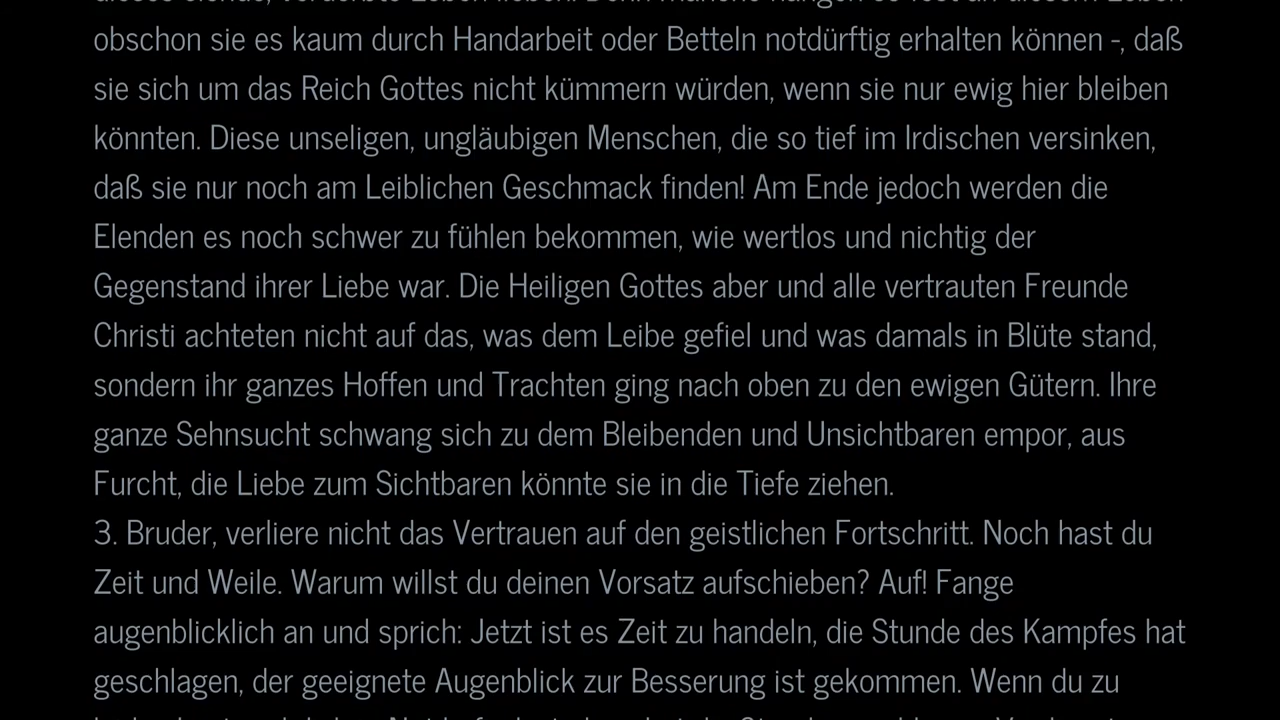 obschon sie es kaum durch Handarbeit oder Betteln notdürftig erhalten können -, daß
sie sich um das Reich Gottes nicht kümmern würden, wenn sie nur ewig hier bleiben
könnten. Diese unseligen, ungläubigen Menschen, die so tief im Irdischen versinken,
daß sie nur noch am Leiblichen Geschmack finden! Am Ende jedoch werden die
Elenden es noch schwer zu fühlen bekommen, wie wertlos und nichtig der
Gegenstand ihrer Liebe war. Die Heiligen Gottes aber und alle vertrauten Freunde
Christi achteten nicht auf das, was dem Leibe gefiel und was damals in Blüte stand,
sondern ihr ganzes Hoffen und Trachten ging nach oben zu den ewigen Gütern. Ihre
ganze Sehnsucht schwang sich zu dem Bleibenden und Unsichtbaren empor, aus
Furcht, die Liebe zum Sichtbaren könnte sie in die Tiefe ziehen.
3. Bruder, verliere nicht das Vertrauen auf den geistlichen Fortschritt. Noch hast du
Zeit und Weile. Warum willst du deinen Vorsatz aufschieben? Auf! Fange
augenblicklich an und sprich: Jetzt ist es Zeit zu handeln, die Stunde des Kampfes hat
geschlagen, der geeignete Augenblick zur Besserung ist gekommen. Wenn du zu